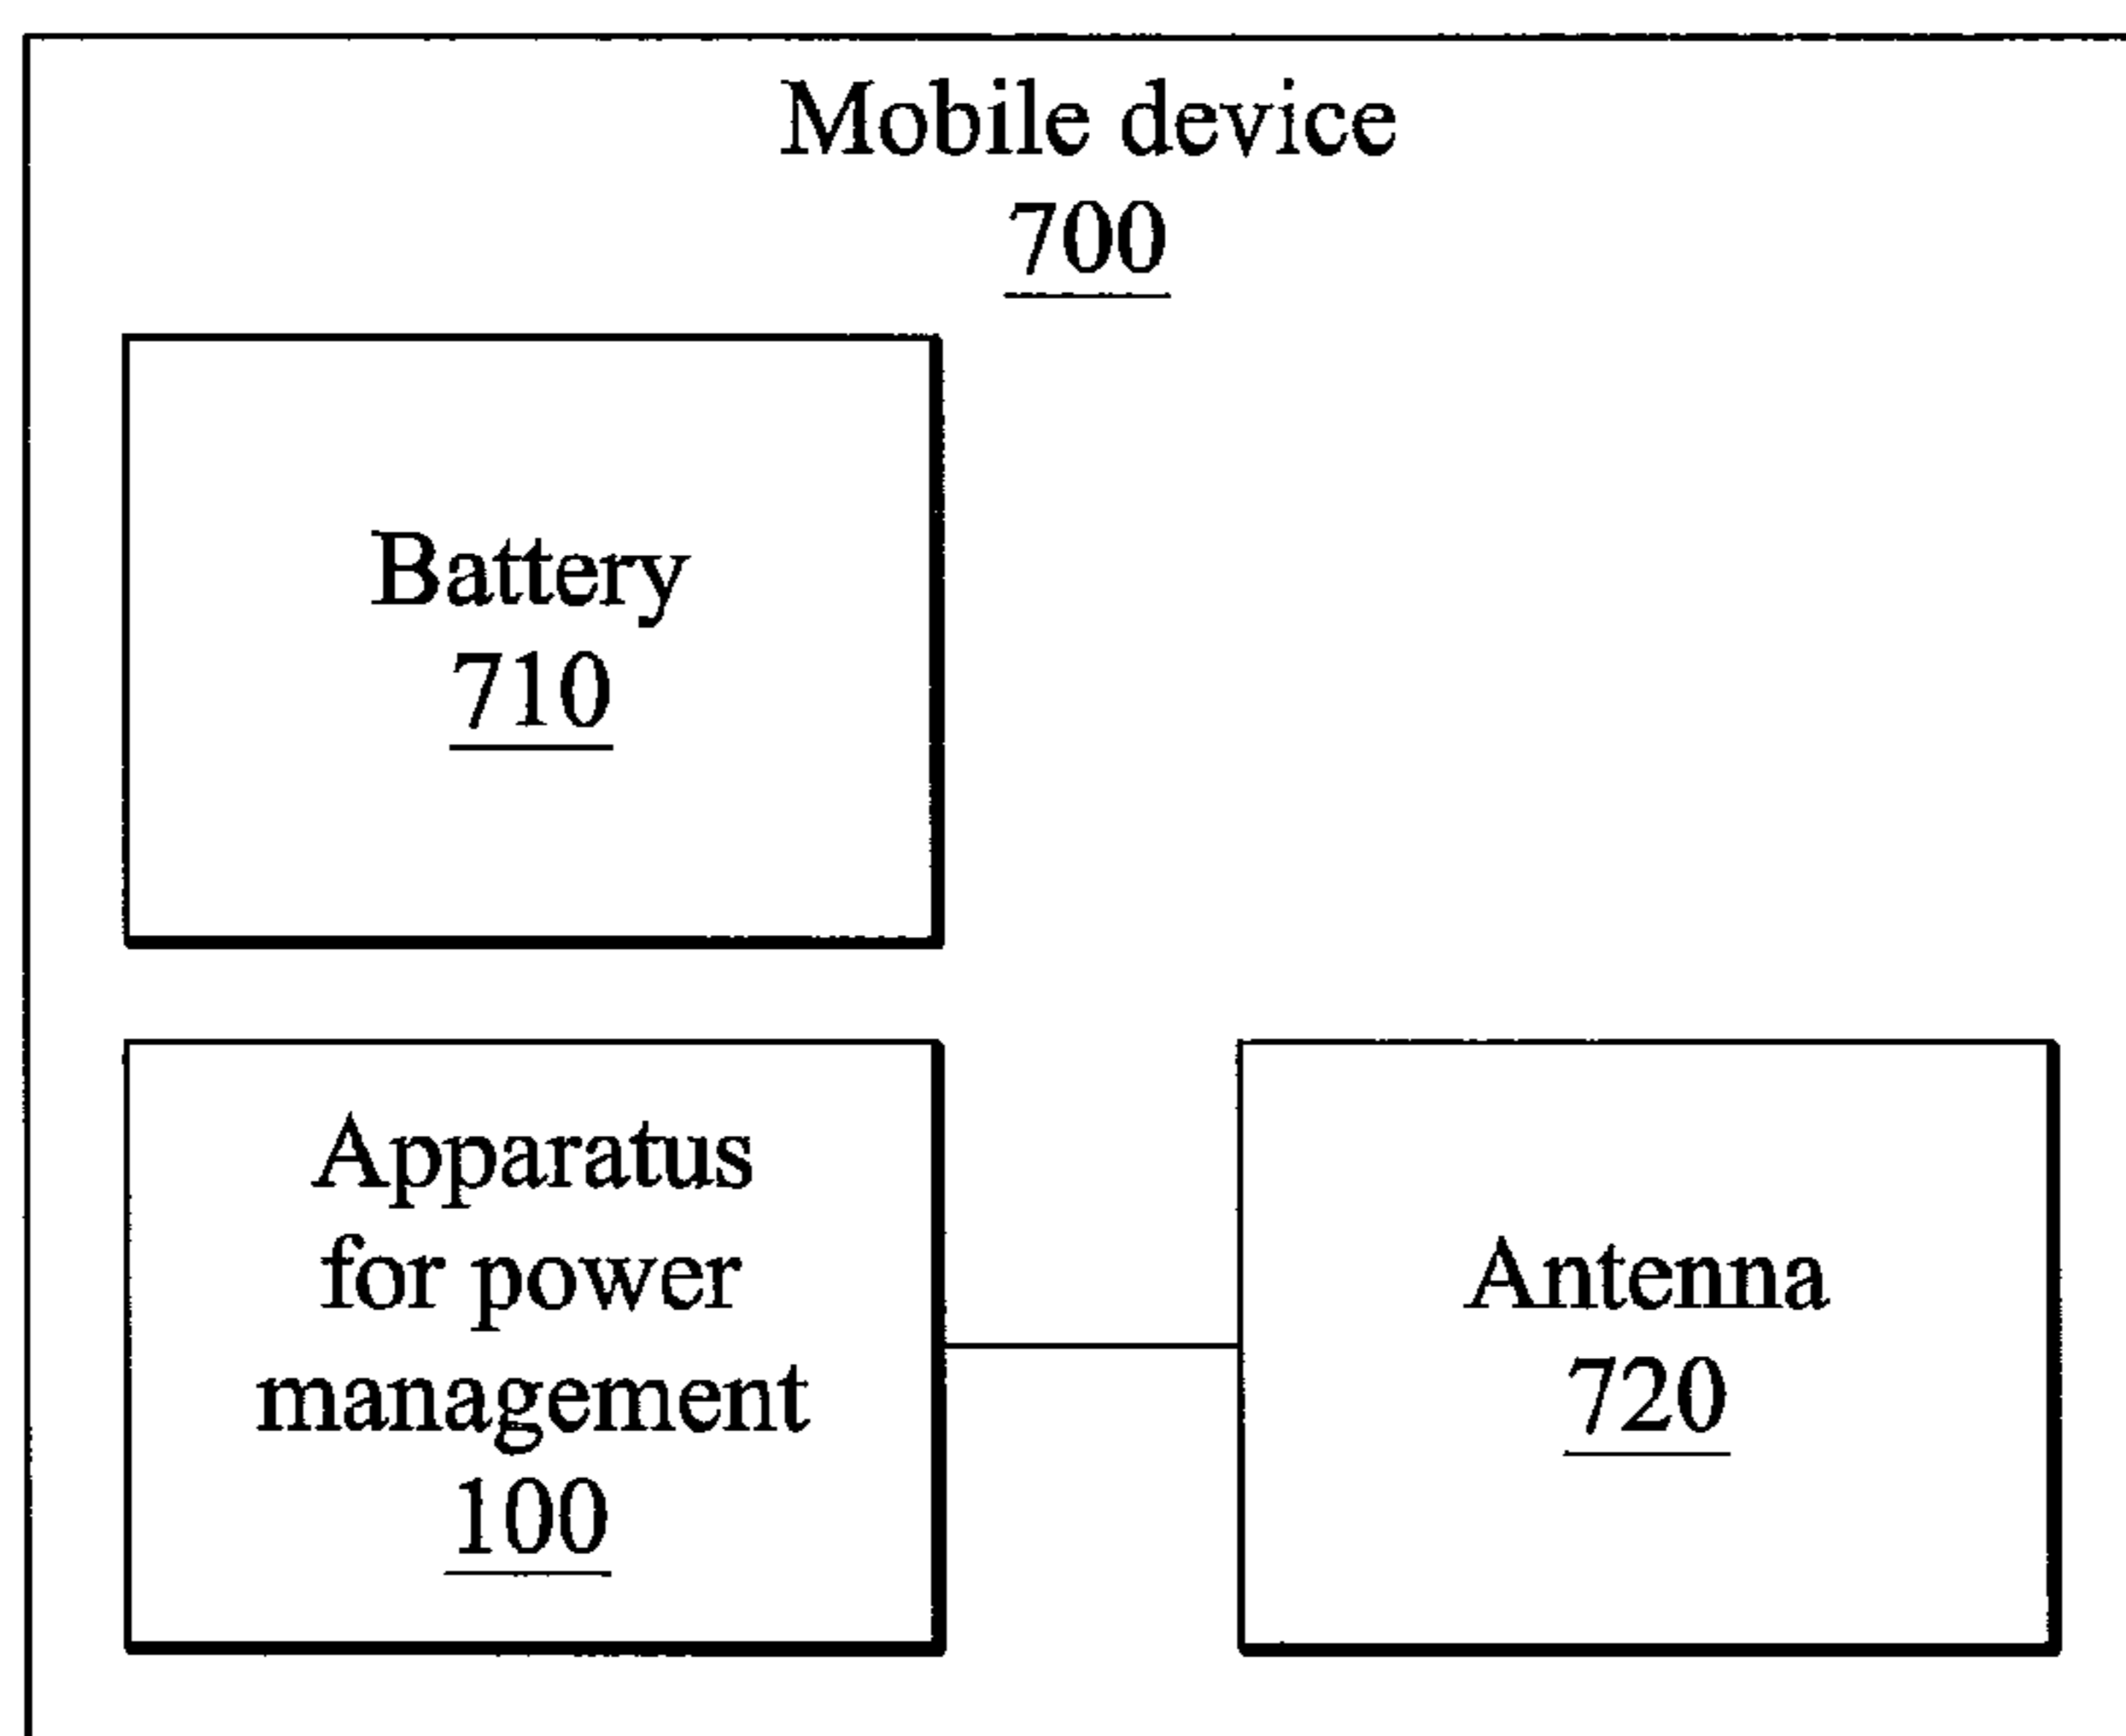 Mobile device
700
Battery
710
Apparatus
for power
management
100
Antenna
720